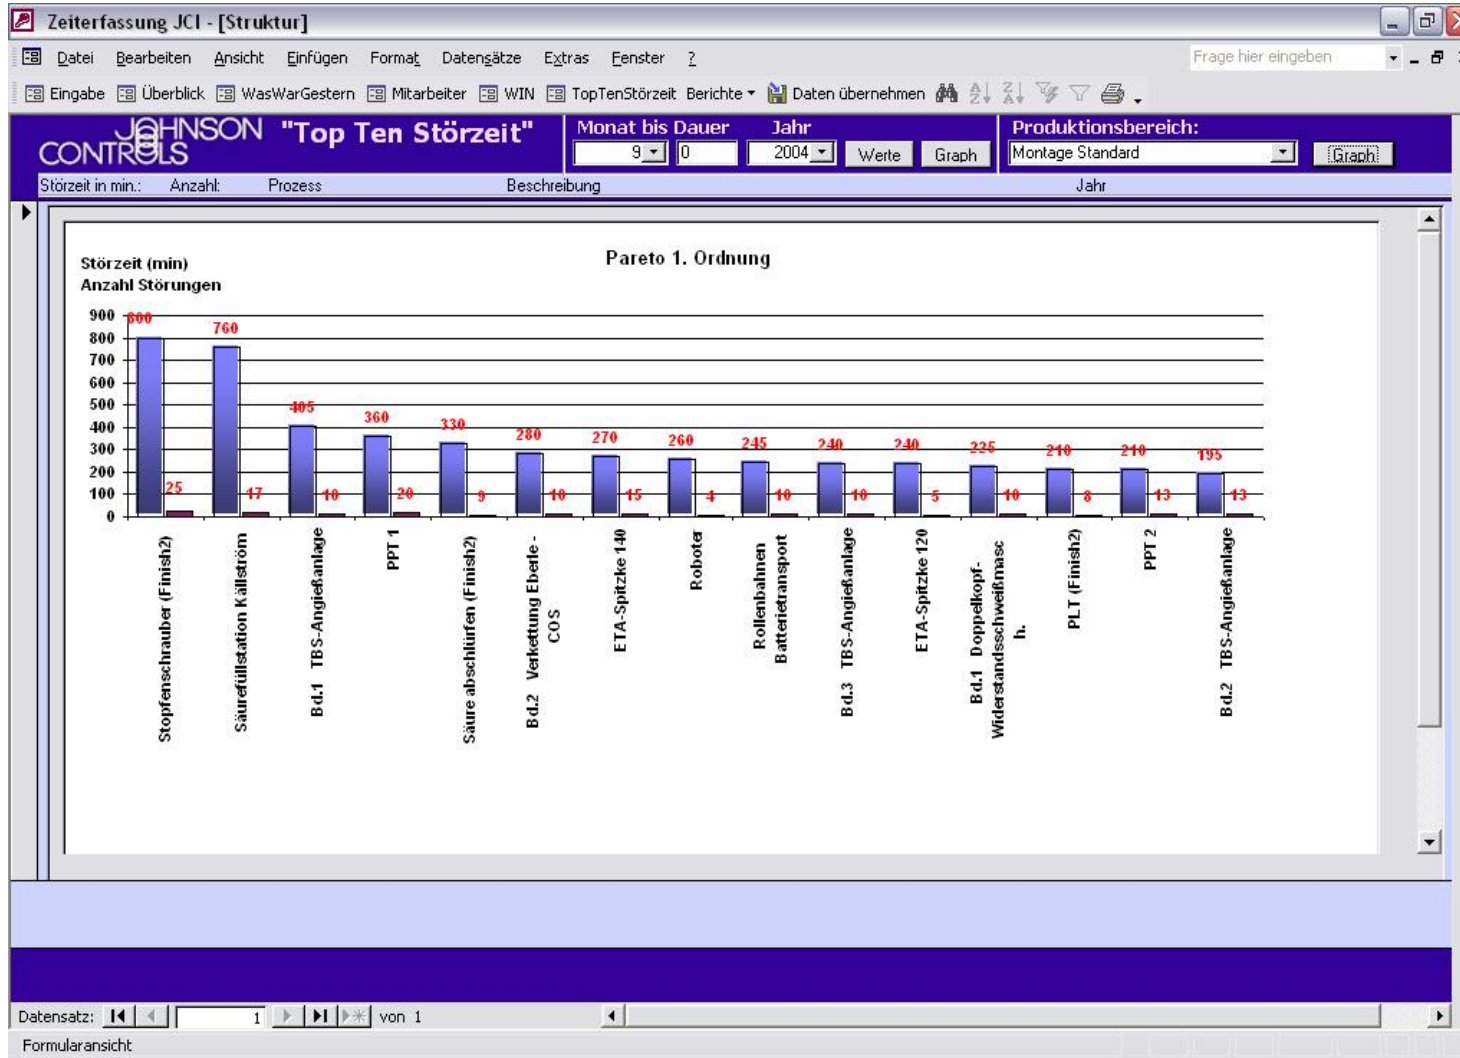 Zeiterfassung JCI - [Struktur]
Datei Bearbeiten Ansicht Einfügen Format Datensätze Extras Fenster ? Frage hier eingeben
Eingabe Überblick WasWarGestern Mitarbeiter WIN TopTenStörzeit Berichte Daten übernehmen
JOHNSON CONTROLS
"Top Ten Störzeit"
Monat bis Dauer Jahr Produktionsbereich:
9 0 2004 Werte Graph Montage Standard Graph
Störzeit in min.: Anzahl: Prozess Beschreibung Jahr
Pareto 1. Ordnung
Störzeit (min)
Anzahl Störungen
900
800
700
600
500
400
300
200
100
0
800 760 405 360 330 280 270 260 245 240 240 225 210 210 195
25 17 10 20 9 10 15 4 10 10 5 10 8 13 13
Stopfenschrauber (Finish2)
Säurefüllstation Källström
Bd.1 TBS-Angießanlage
PPT 1
Säure abschlürfen (Finish2)
Bd.2 Verkettung Eberle -
COS
ETA-Spitzke 140
Roboter
Rollenbahnen
Batterietransport
Bd.3 TBS-Angießanlage
ETA-Spitzke 120
Bd.1 Doppelkopf-
Widerstandsschweißmasc
h.
PLT (Finish2)
PPT 2
Bd.2 TBS-Angießanlage
Datensatz: 1 von 1
Formularansicht